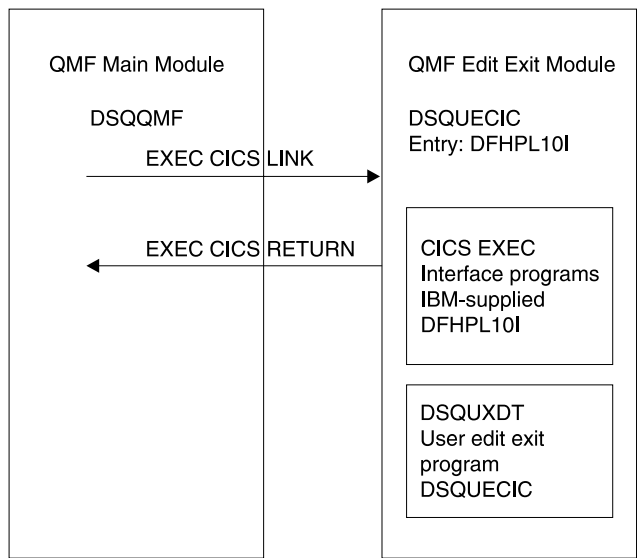 QMF Main Module
DSQQMF
EXEC CICS LINK
EXEC CICS RETURN
QMF Edit Exit Module
DSQUECIC
Entry: DFHPL10I
CICS EXEC
Interface programs
IBM-supplied
DFHPL10I
DSQUXDT
User edit exit
program
DSQUECIC